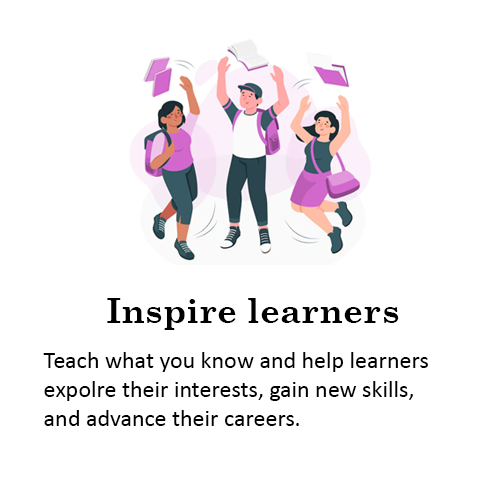 Inspire learners
Teach what you know and help learners
expolre their interests, gain new skills,
and advance their careers.